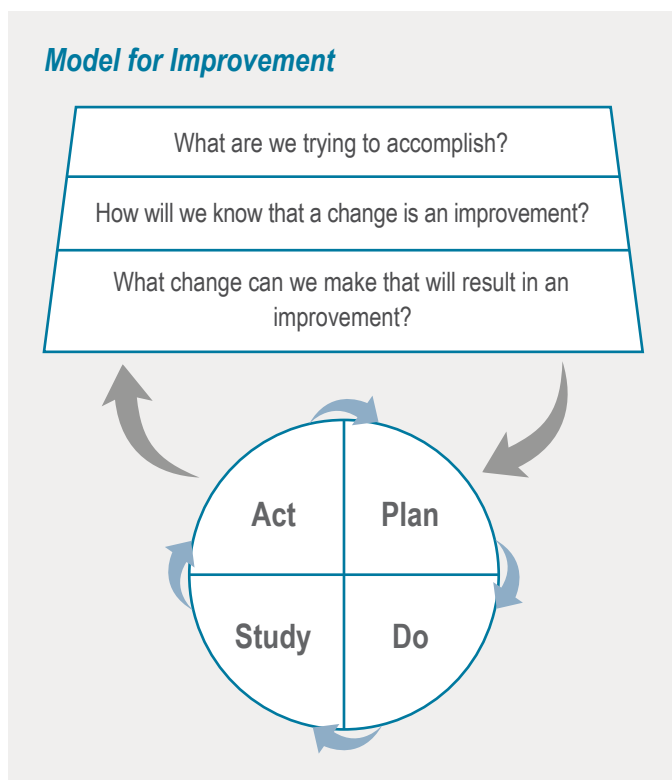 Model for Improvement
What are we trying to accomplish?
How will we know that a change is an improvement?
What change can we make that will result in an
improvement?
Act
Plan
Study
Do